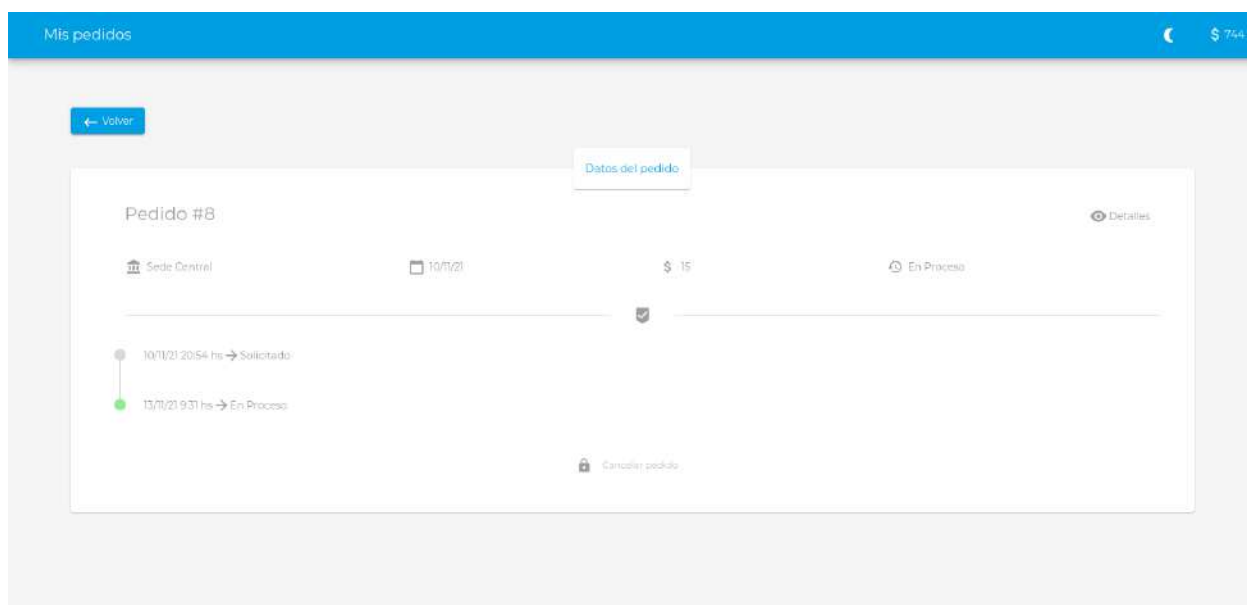 Mis pedidos
$ 744
← Volver
Datos del pedido
Pedido #8
Detalles
Sede Central
10/11/21
$ 15
En Proceso
10/11/21 20:54 hs → Solicitado
13/11/21 9:31 hs → En Proceso
Cancelar pedido